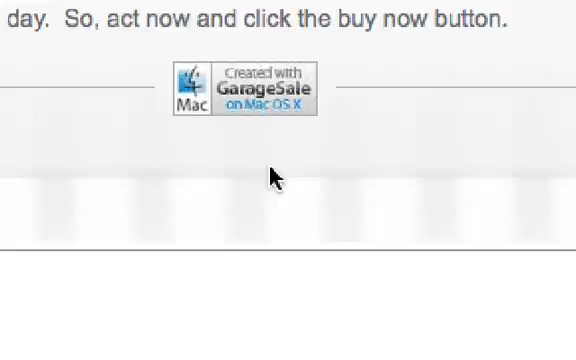 day.  So, act now and click the buy now button.
Created with
GarageSale
Mac
on Mac OS X